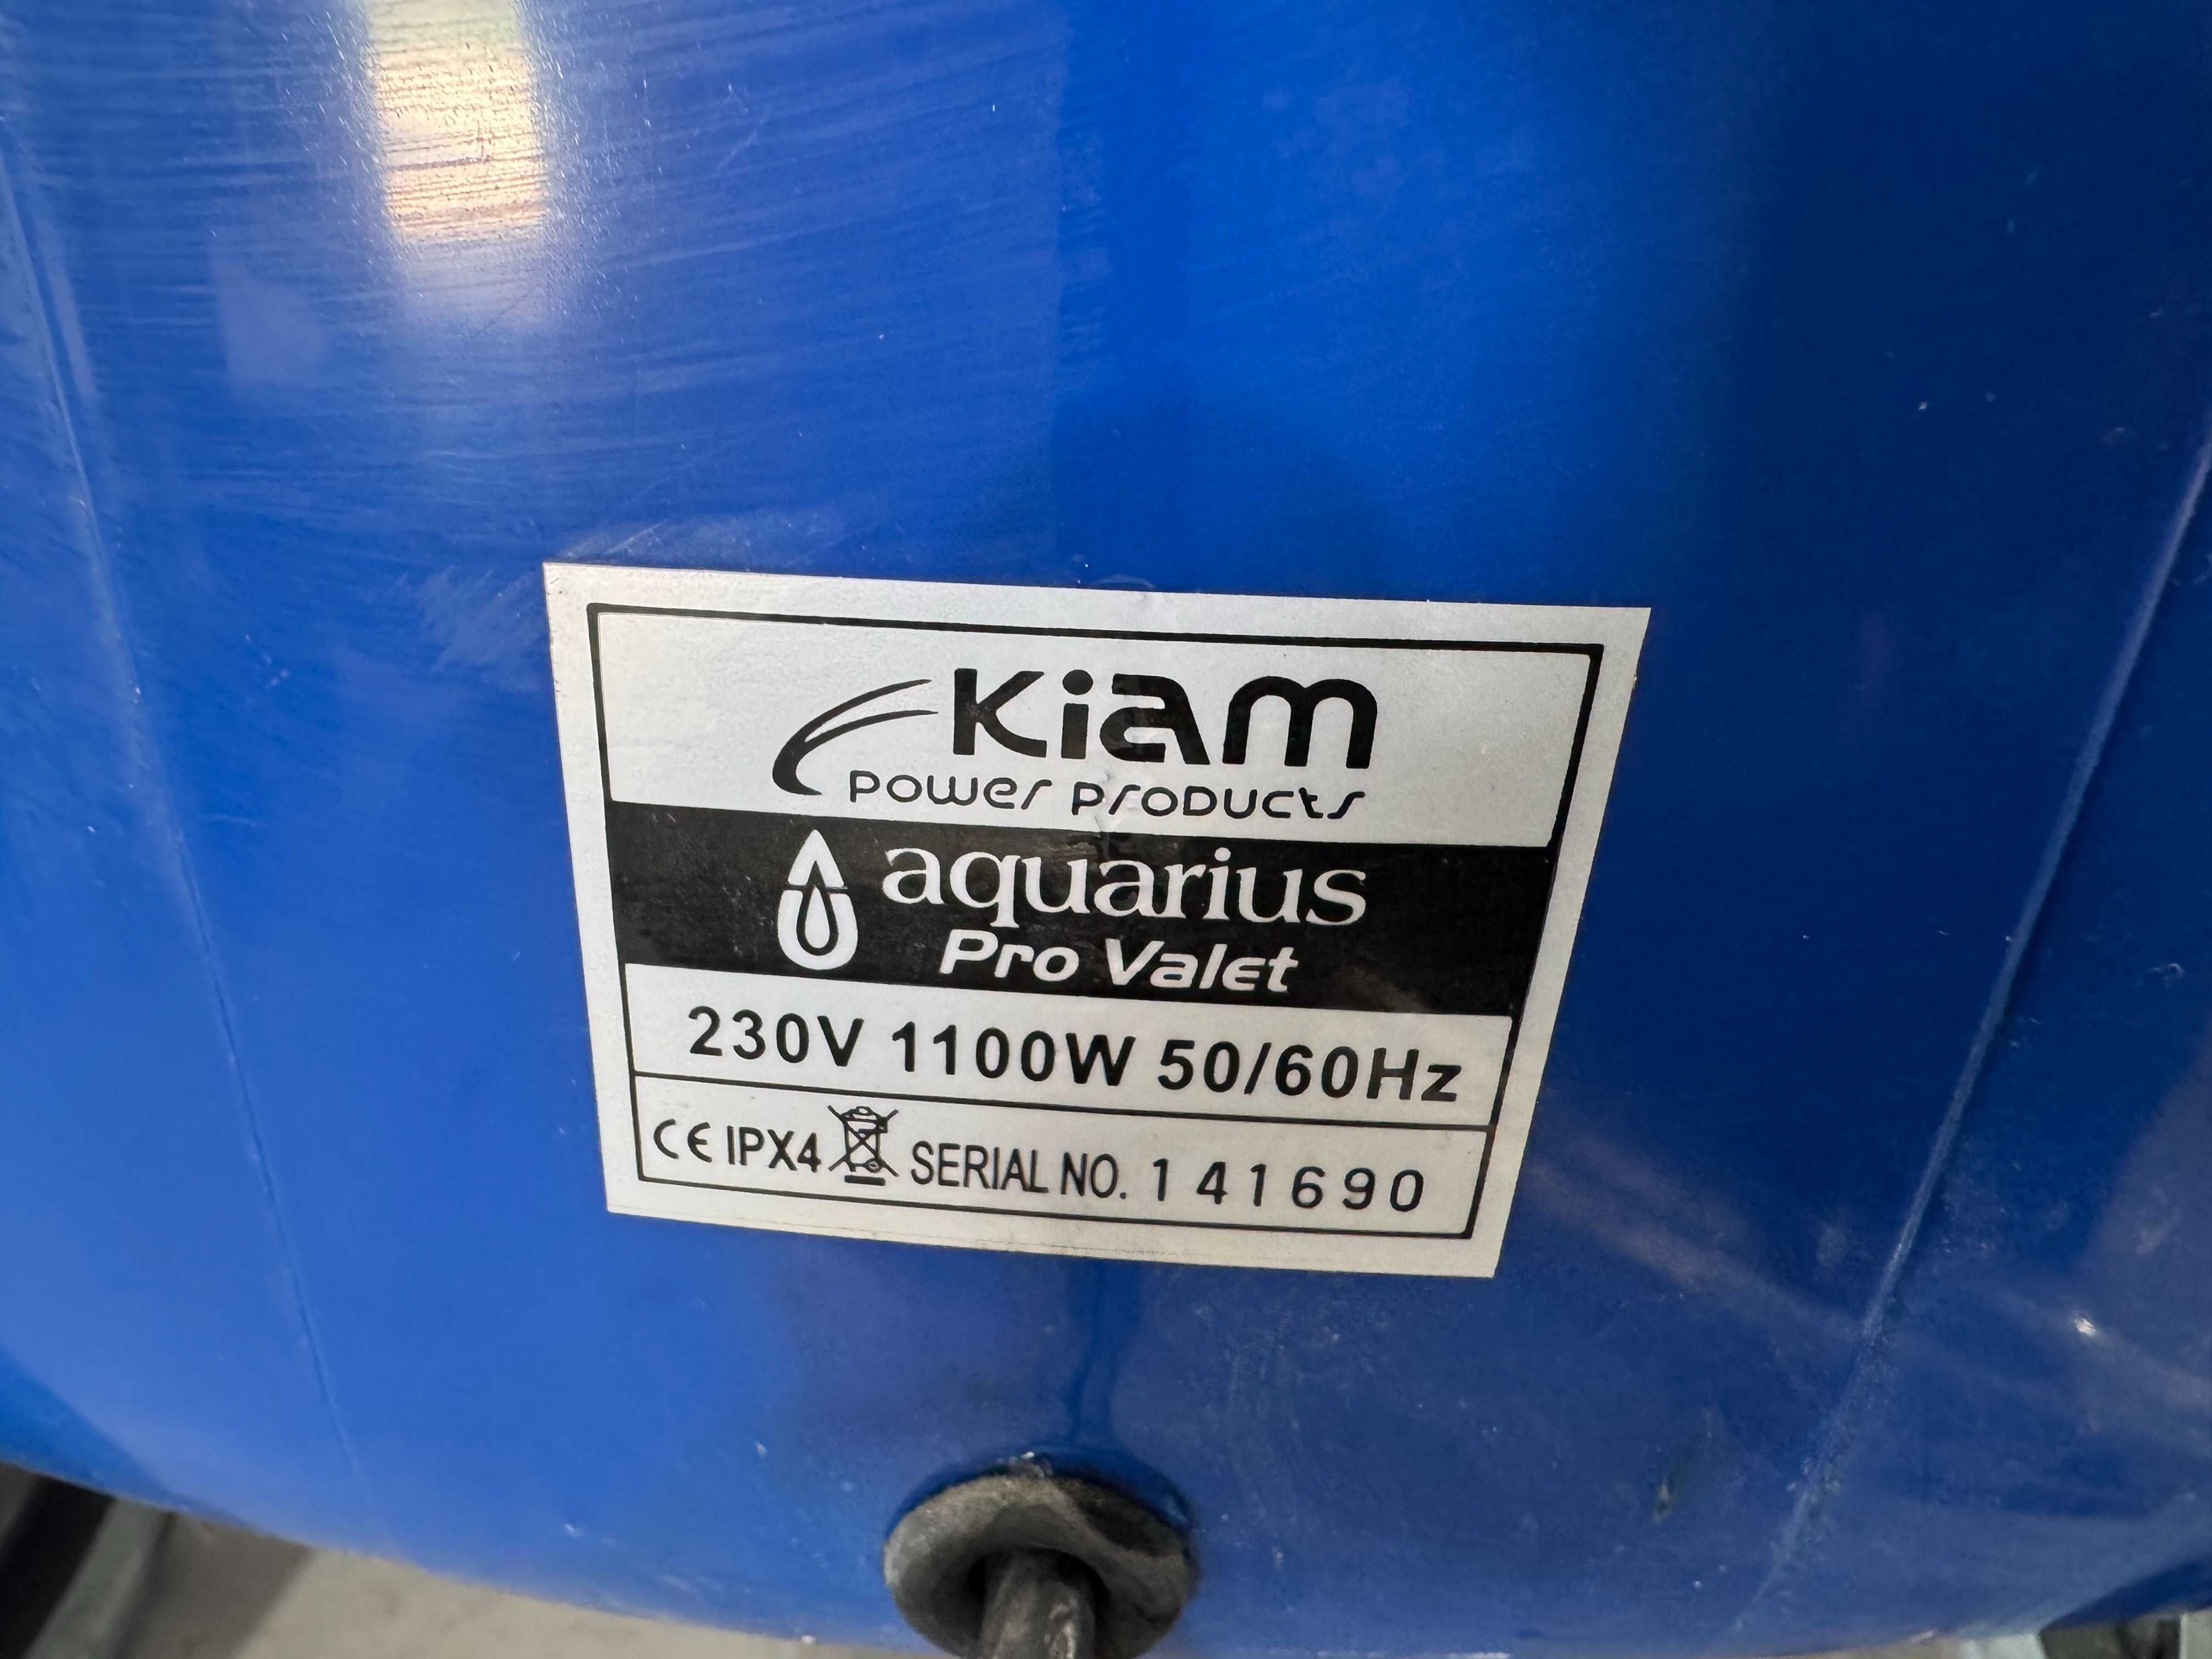 Kiam
Power Products
aquarius
Pro Valet
230V 1100W 50/60Hz
CE IPX4 SERIAL NO. 141690